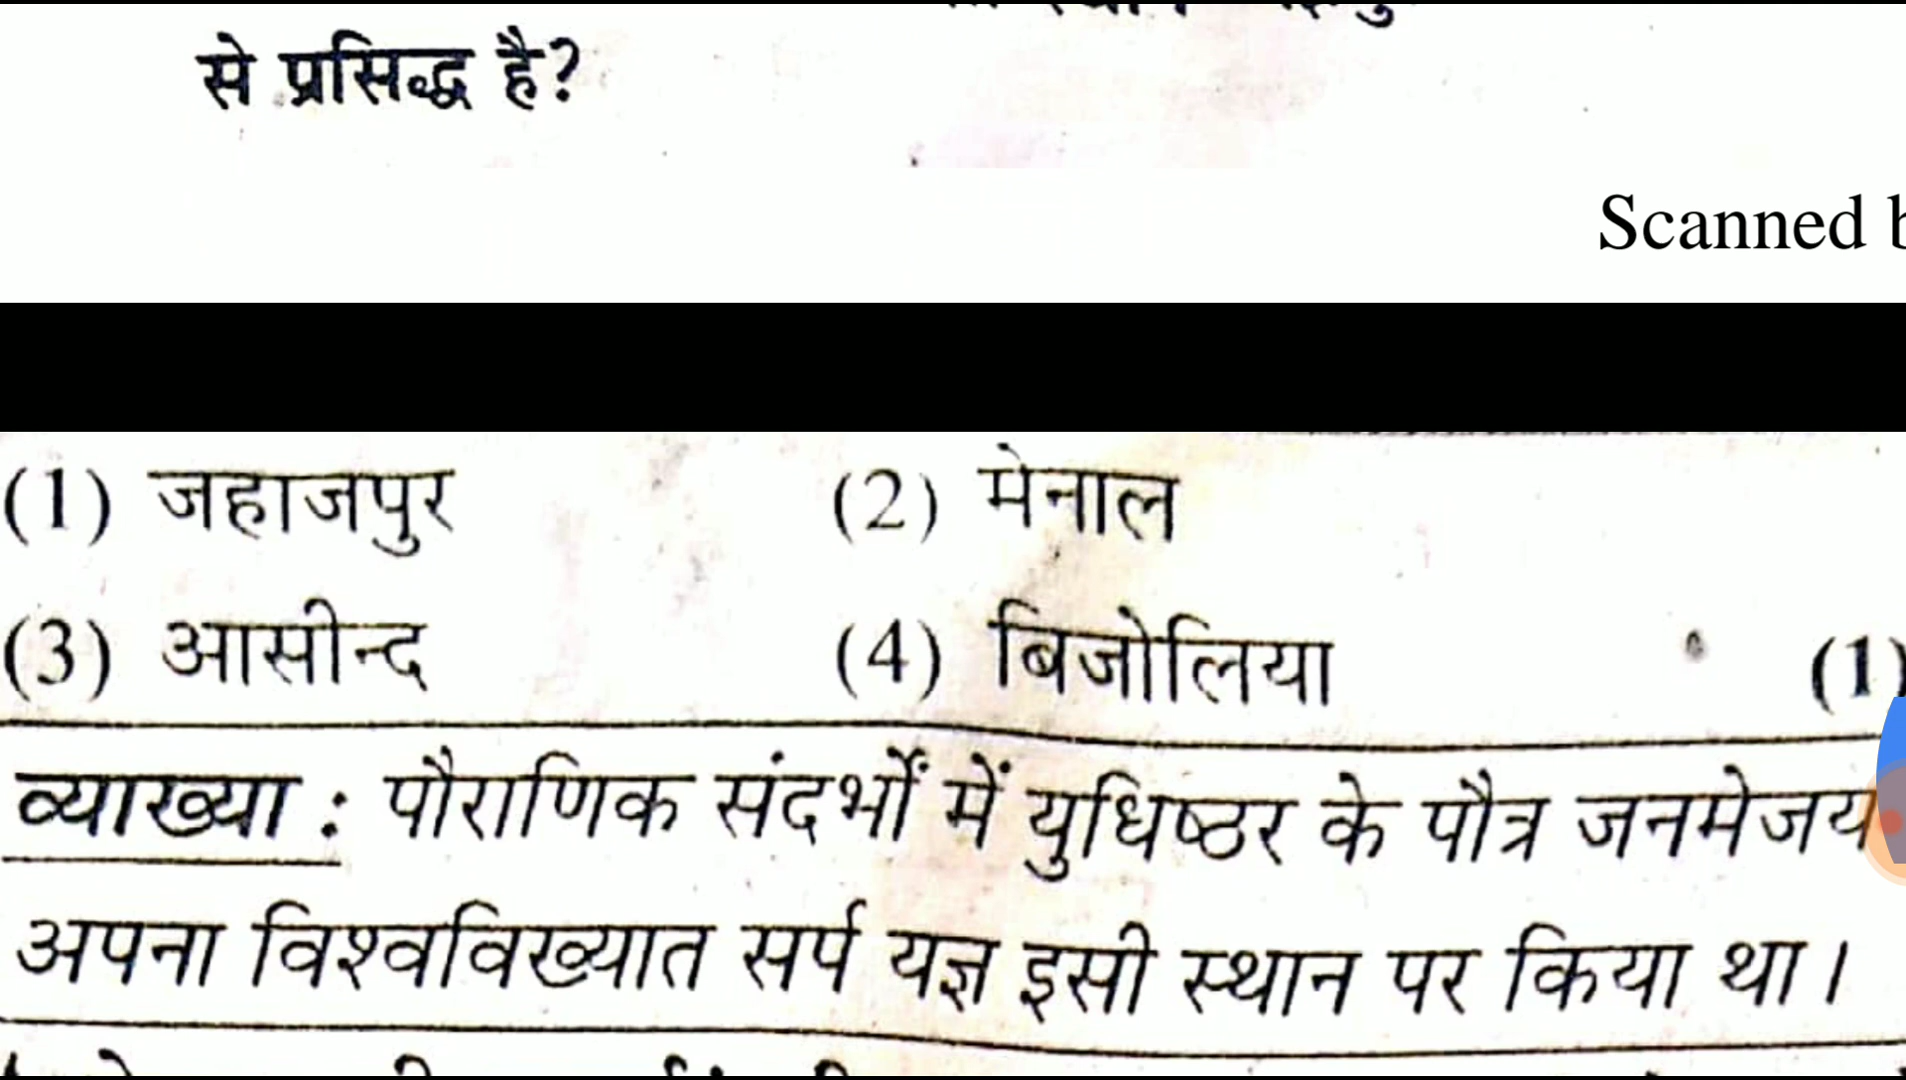 से प्रसिद्ध है?
Scanned
(1) जहाजपुर (2) मेनाल
(3) आसीन्द (4) बिजोलिया (1)
व्याख्या : पौराणिक संदर्भों में युधिष्ठर के पौत्र जनमेजय
अपना विश्वविख्यात सर्प यज्ञ इसी स्थान पर किया था।